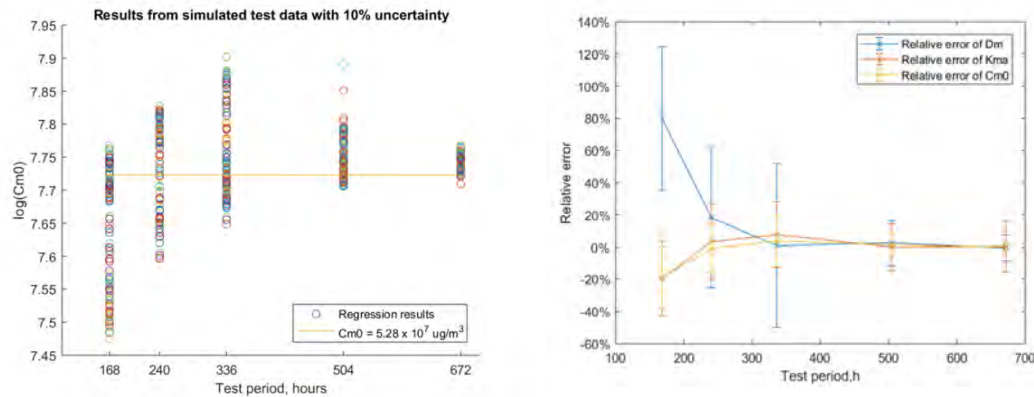 Results from simulated test data with 10% uncertainty
7.95
7.9
7.85
7.8
7.75
7.7
7.65
7.6
7.55
7.5
7.45
log(Cm0)
168 240 336 504 672
Test period, hours
Regression results
Cm0 = 5.28 x 10^7 ug/m^3
140%
120%
100%
80%
60%
40%
20%
0%
-20%
-40%
-60%
Relative error
100 200 300 400 500 600 700
Test period,h
Relative error of Dm
Relative error of Kma
Relative error of Cm0